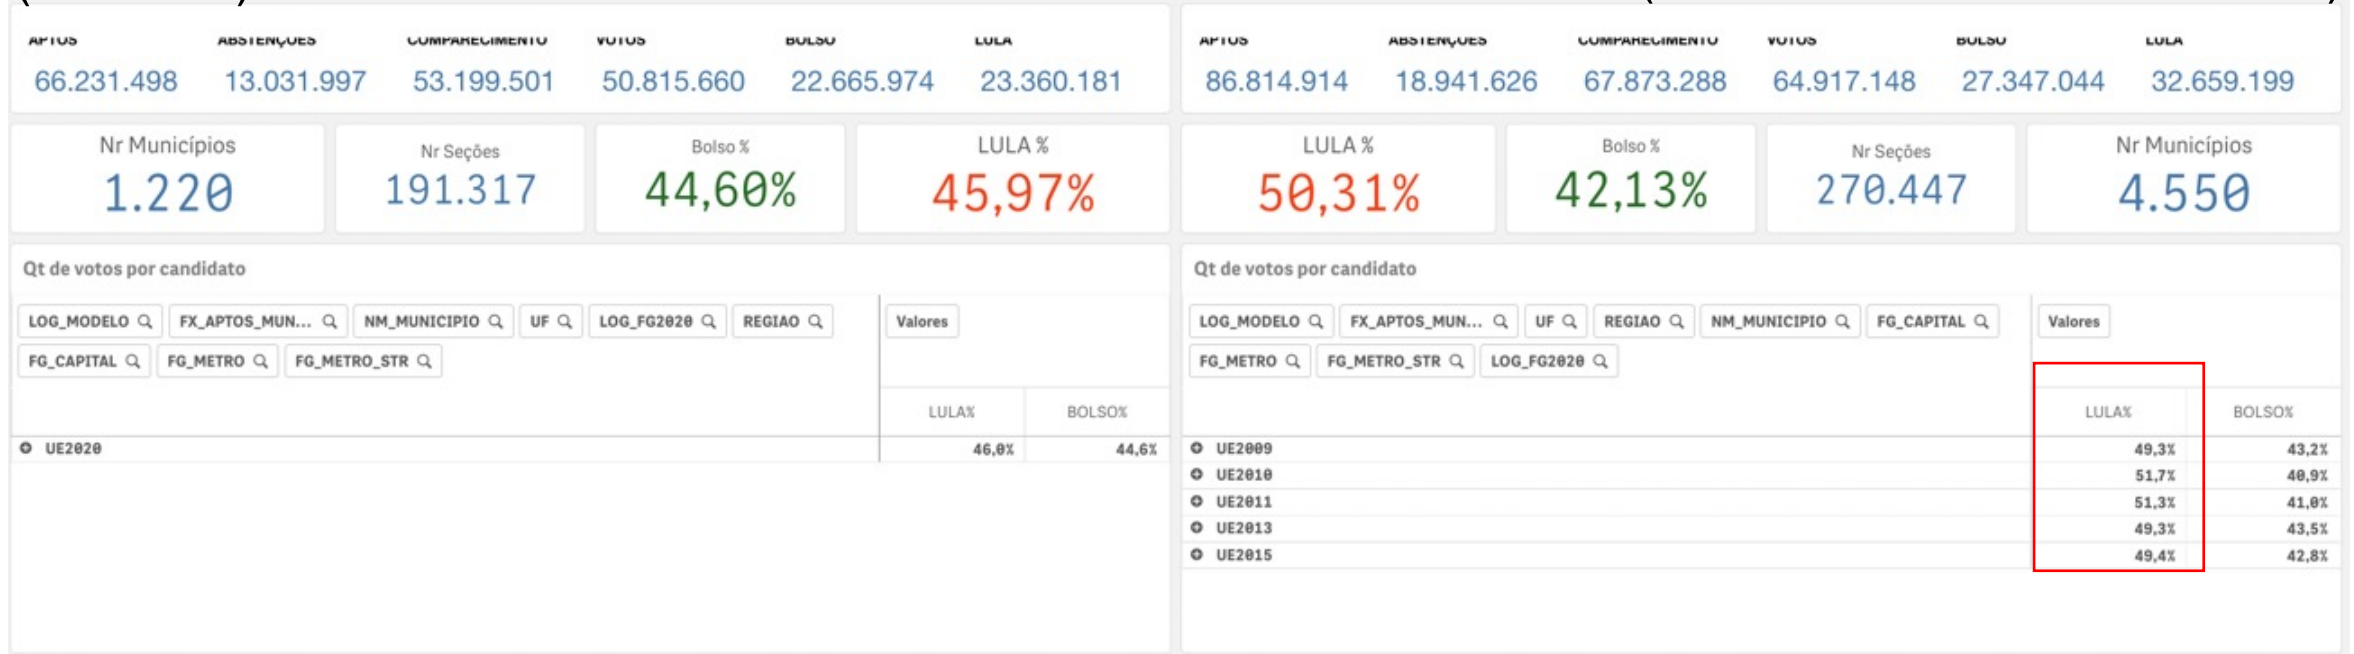 APTOS ABSTENÇÕES COMPARECIMENTO VOTOS BOLSO LULA
66.231.498 13.031.997 53.199.501 50.815.660 22.665.974 23.360.181
Nr Municípios Nr Seções Bolso % LULA %
1.220 191.317 44,60% 45,97%
Qt de votos por candidato
LOG_MODELO FX_APTOS_MUN... NM_MUNICIPIO UF LOG_FG2020 REGIAO Valores
FG_CAPITAL FG_METRO FG_METRO_STR
LULA% BOLSO%
UE2020 46,0% 44,6%
APTOS ABSTENÇÕES COMPARECIMENTO VOTOS BOLSO LULA
86.814.914 18.941.626 67.873.288 64.917.148 27.347.044 32.659.199
LULA % Bolso % Nr Seções Nr Municípios
50,31% 42,13% 270.447 4.550
Qt de votos por candidato
LOG_MODELO FX_APTOS_MUN... UF REGIAO NM_MUNICIPIO FG_CAPITAL Valores
FG_METRO FG_METRO_STR LOG_FG2020
LULA% BOLSO%
UE2009 49,3% 43,2%
UE2010 51,7% 40,9%
UE2011 51,3% 41,0%
UE2013 49,3% 43,5%
UE2015 49,4% 42,8%